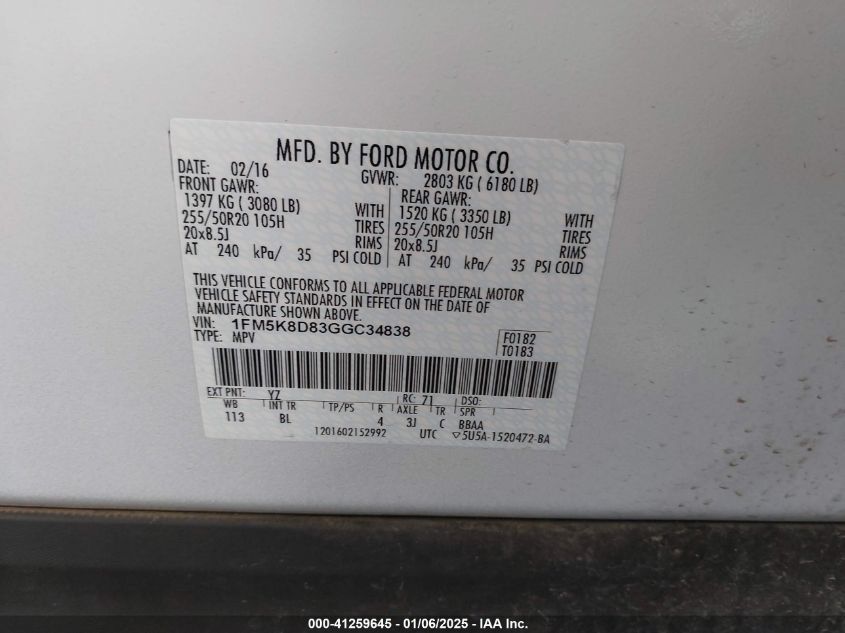 MFD. BY FORD MOTOR CO.
DATE: 02/16 GVWR: 2803 KG ( 6180 LB)
FRONT GAWR: REAR GAWR:
1397 KG ( 3080 LB) WITH 1520 KG ( 3350 LB) WITH
255/50R20 105H TIRES 255/50R20 105H TIRES
20x8.5J RIMS 20x8.5J RIMS
AT 240 kPa/ 35 PSI COLD AT 240 kPa/ 35 PSI COLD
THIS VEHICLE CONFORMS TO ALL APPLICABLE FEDERAL MOTOR
VEHICLE SAFETY STANDARDS IN EFFECT ON THE DATE OF
MANUFACTURE SHOWN ABOVE.
VIN: 1FM5K8D83GGC34838 F0182
TYPE: MPV T0183
EXT PNT: YZ RC: 71 DSO:
WB INT TR TP/PS R AXLE TR SPR
113 BL 4 3J C BBAA
1201602152992 UTC ▽5U5A-1520472-BA
000-41259645 - 01/06/2025 - IAA Inc.